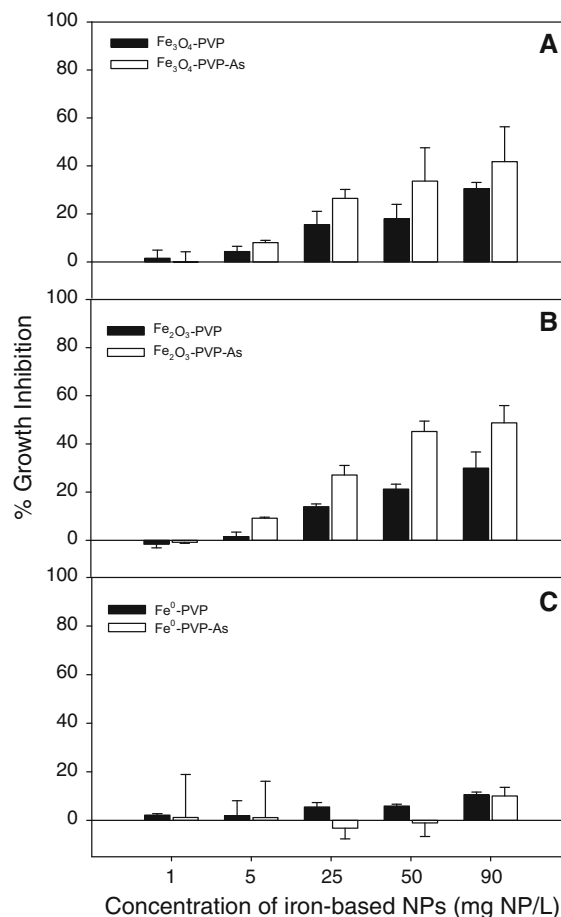 100
80
60
40
20
0
Fe₃O₄-PVP
Fe₃O₄-PVP-As
A
100
80
60
40
20
0
Fe₂O₃-PVP
Fe₂O₃-PVP-As
B
100
80
60
40
20
0
Fe⁰-PVP
Fe⁰-PVP-As
C
% Growth Inhibition
1 5 25 50 90
Concentration of iron-based NPs (mg NP/L)